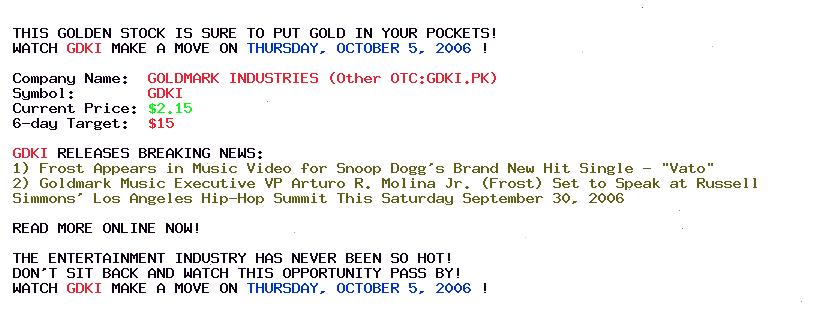 THIS GOLDEN STOCK IS SURE TO PUT GOLD IN YOUR POCKETS!
WATCH GDKI MAKE A MOVE ON THURSDAY, OCTOBER 5, 2006 !
Company Name: GOLDMARK INDUSTRIES (Other OTC:GDKI.PK)
Symbol: GDKI
Current Price: $2.15
6-day Target: $15
GDKI RELEASES BREAKING NEWS:
1) Frost Appears in Music Video for Snoop Dogg's Brand New Hit Single - "Vato"
2) Goldmark Music Executive VP Arturo R. Molina Jr. (Frost) Set to Speak at Russell
Simmons' Los Angeles Hip-Hop Summit This Saturday September 30, 2006
READ MORE ONLINE NOW!
THE ENTERTAINMENT INDUSTRY HAS NEVER BEEN SO HOT!
DON'T SIT BACK AND WATCH THIS OPPORTUNITY PASS BY!
WATCH GDKI MAKE A MOVE ON THURSDAY, OCTOBER 5, 2006 !